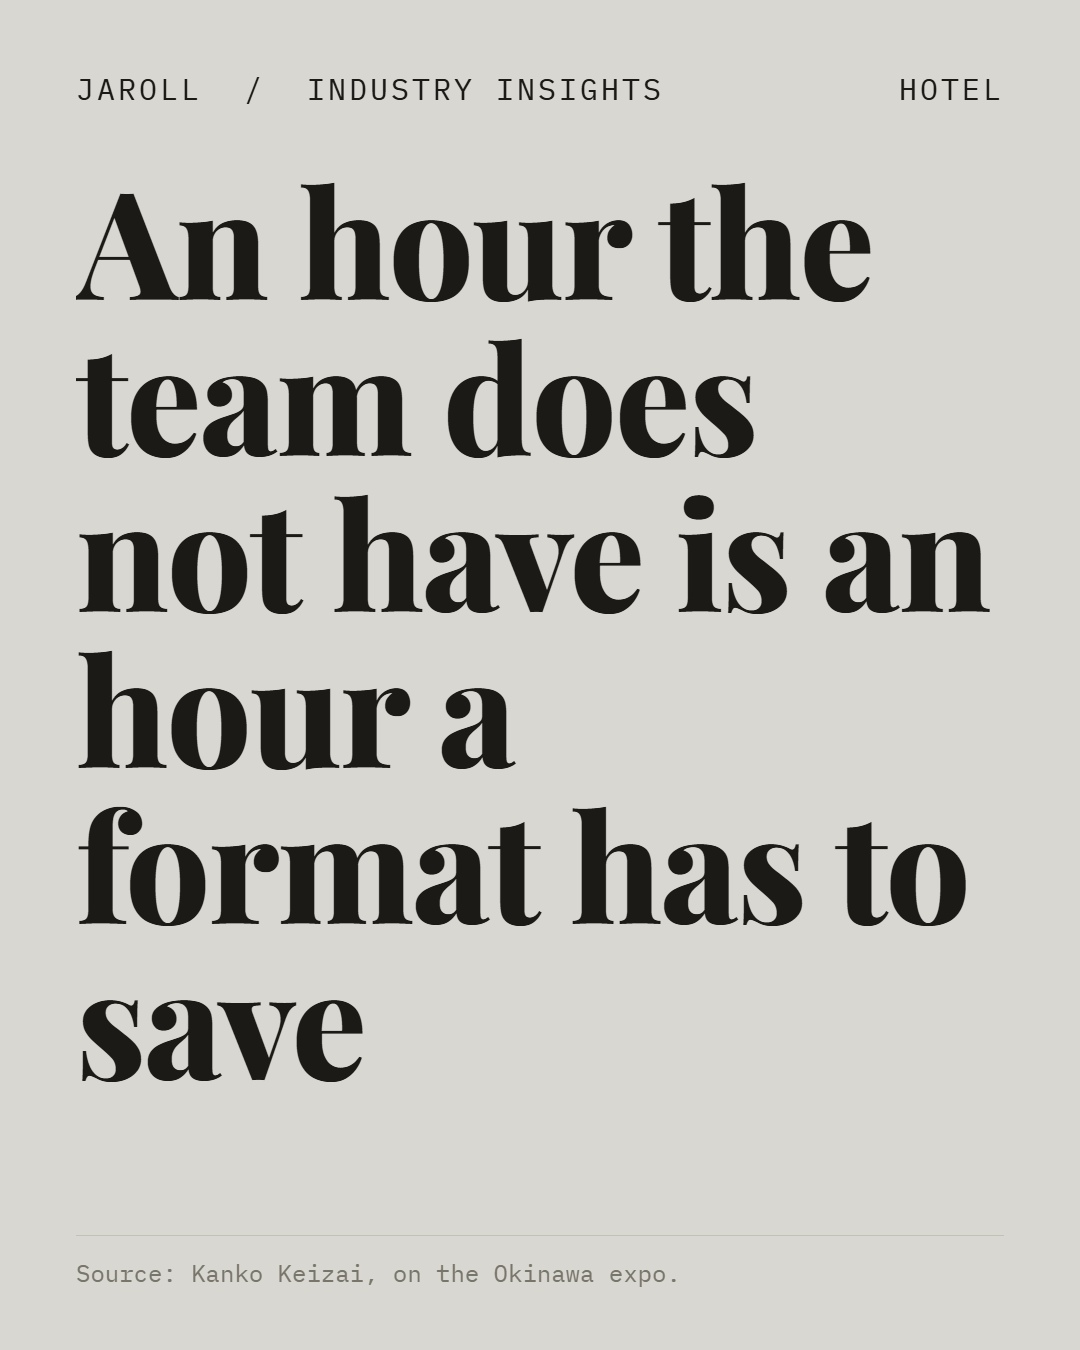 JAROLL / INDUSTRY INSIGHTS HOTEL
An hour the
team does
not have is an
hour a
format has to
save
Source: Kanko Keizai, on the Okinawa expo.